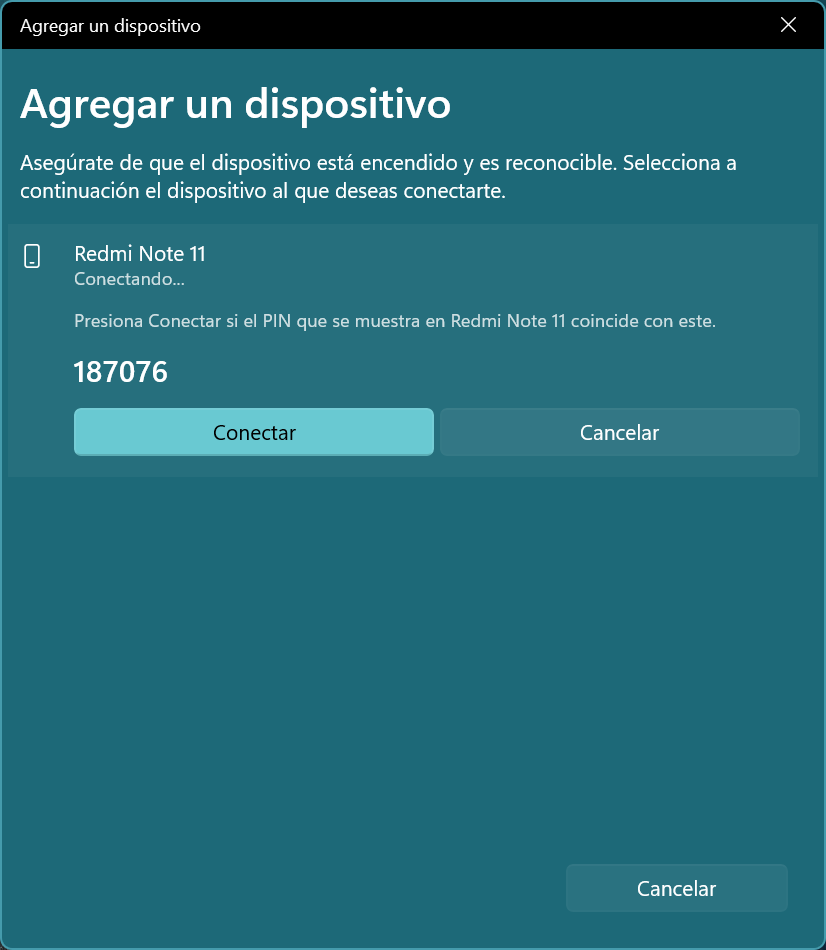 Agregar un dispositivo
Agregar un dispositivo
Asegúrate de que el dispositivo está encendido y es reconocible. Selecciona a
continuación el dispositivo al que deseas conectarte.
Redmi Note 11
Conectando...
Presiona Conectar si el PIN que se muestra en Redmi Note 11 coincide con este.
187076
Conectar
Cancelar
Cancelar